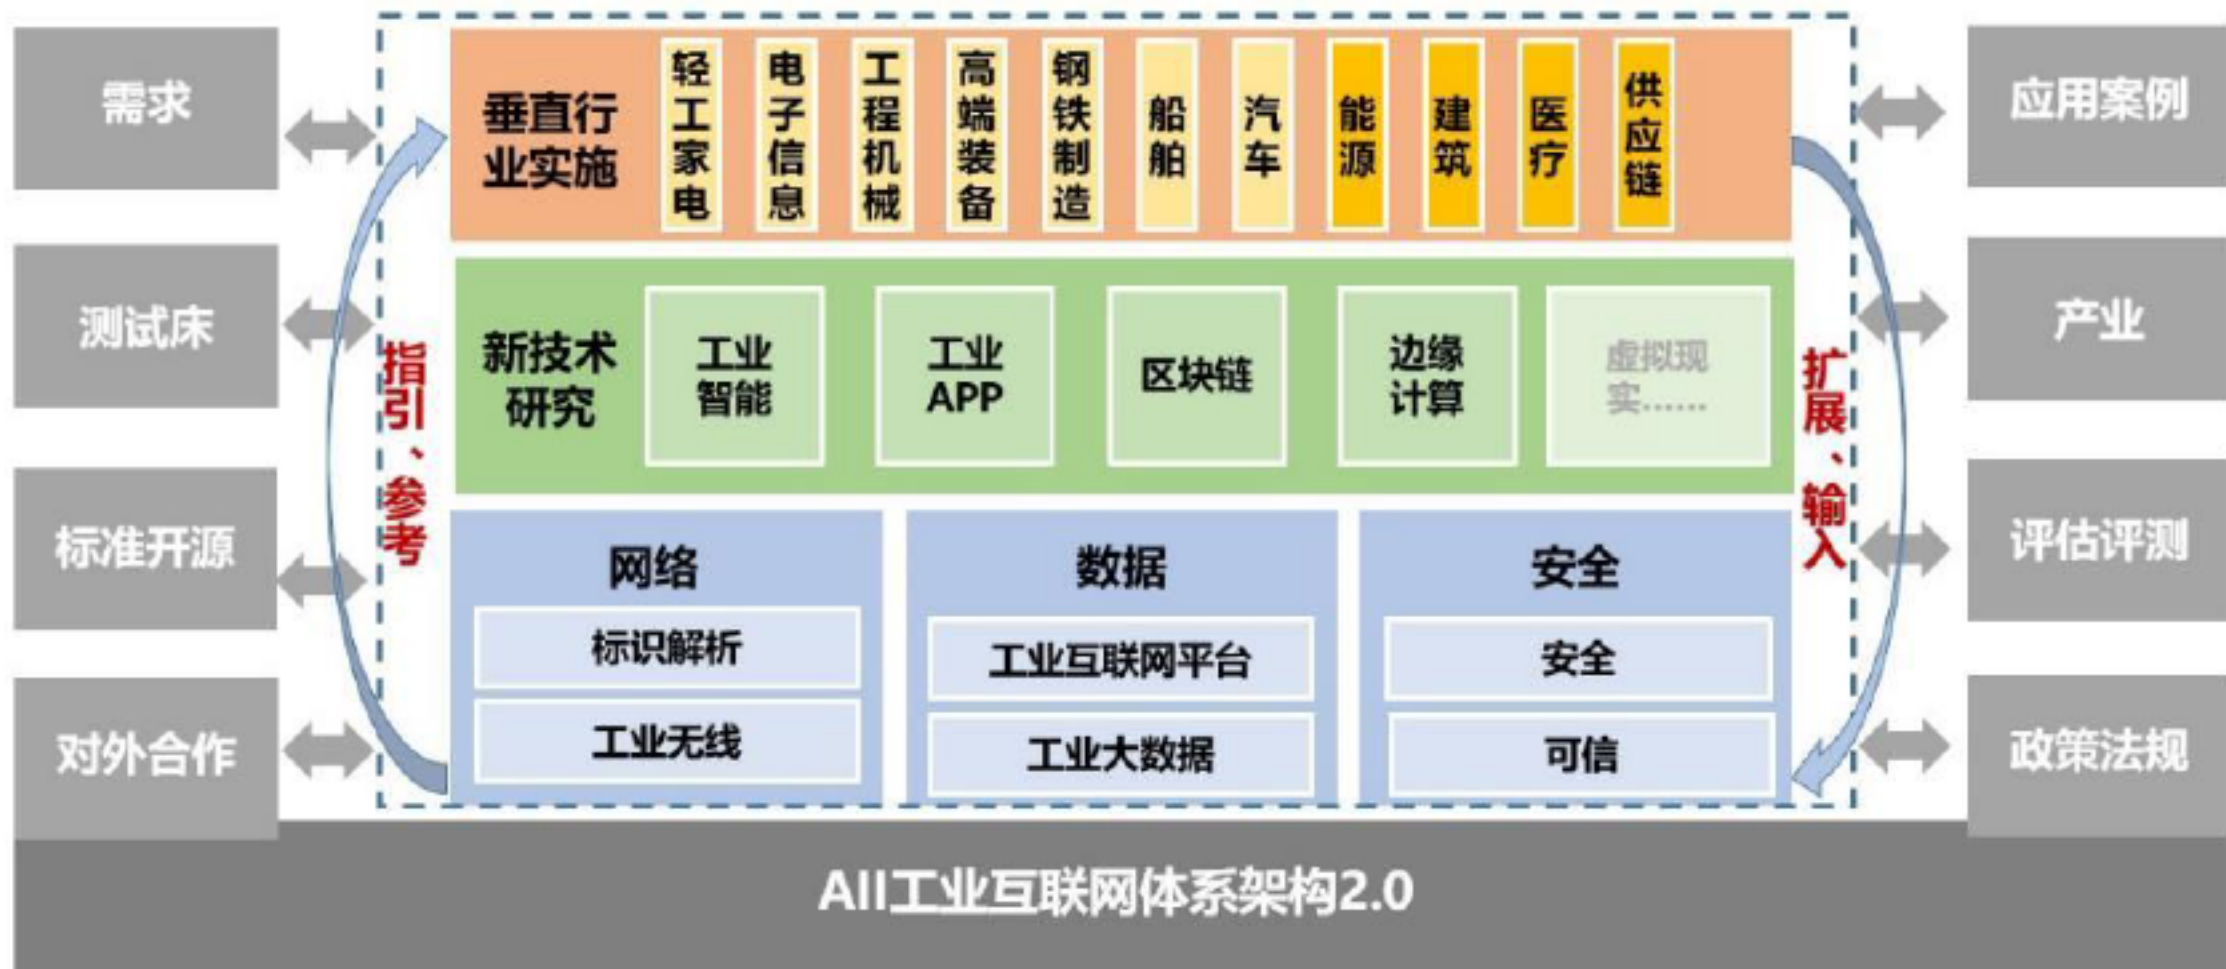 需求
测试床
标准开源
对外合作
指引、参考
垂直行
业实施
轻工家电
电子信息
工程机械
高端装备
钢铁制造
船舶
汽车
能源
建筑
医疗
供应链
新技术
研究
工业
智能
工业
APP
区块链
边缘
计算
虚拟现
实......
网络
标识解析
工业无线
数据
工业互联网平台
工业大数据
安全
安全
可信
扩展、输入
应用案例
产业
评估评测
政策法规
AII工业互联网体系架构2.0